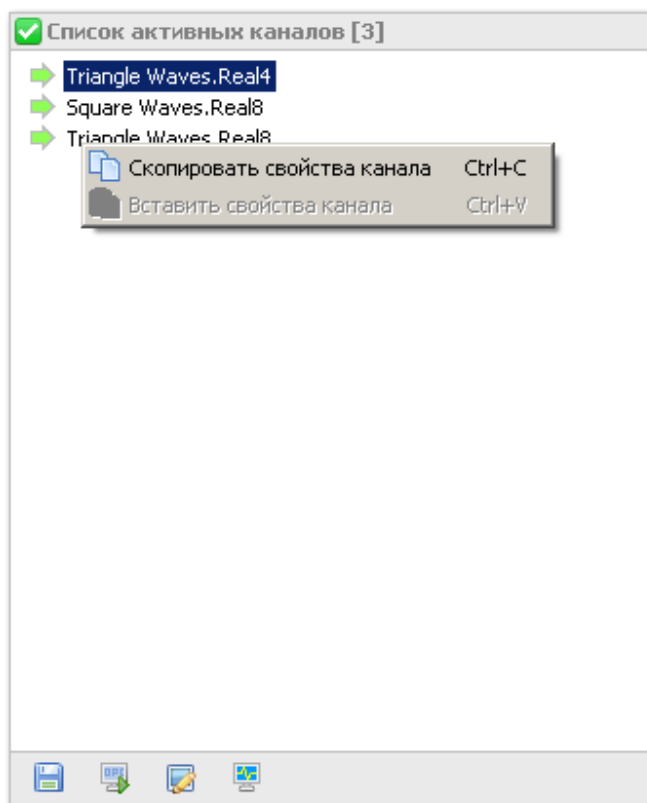 Список активных каналов [3]
Triangle Waves.Real4
Square Waves.Real8
Triangle Waves.Real8
Скопировать свойства канала Ctrl+C
Вставить свойства канала Ctrl+V
OPC